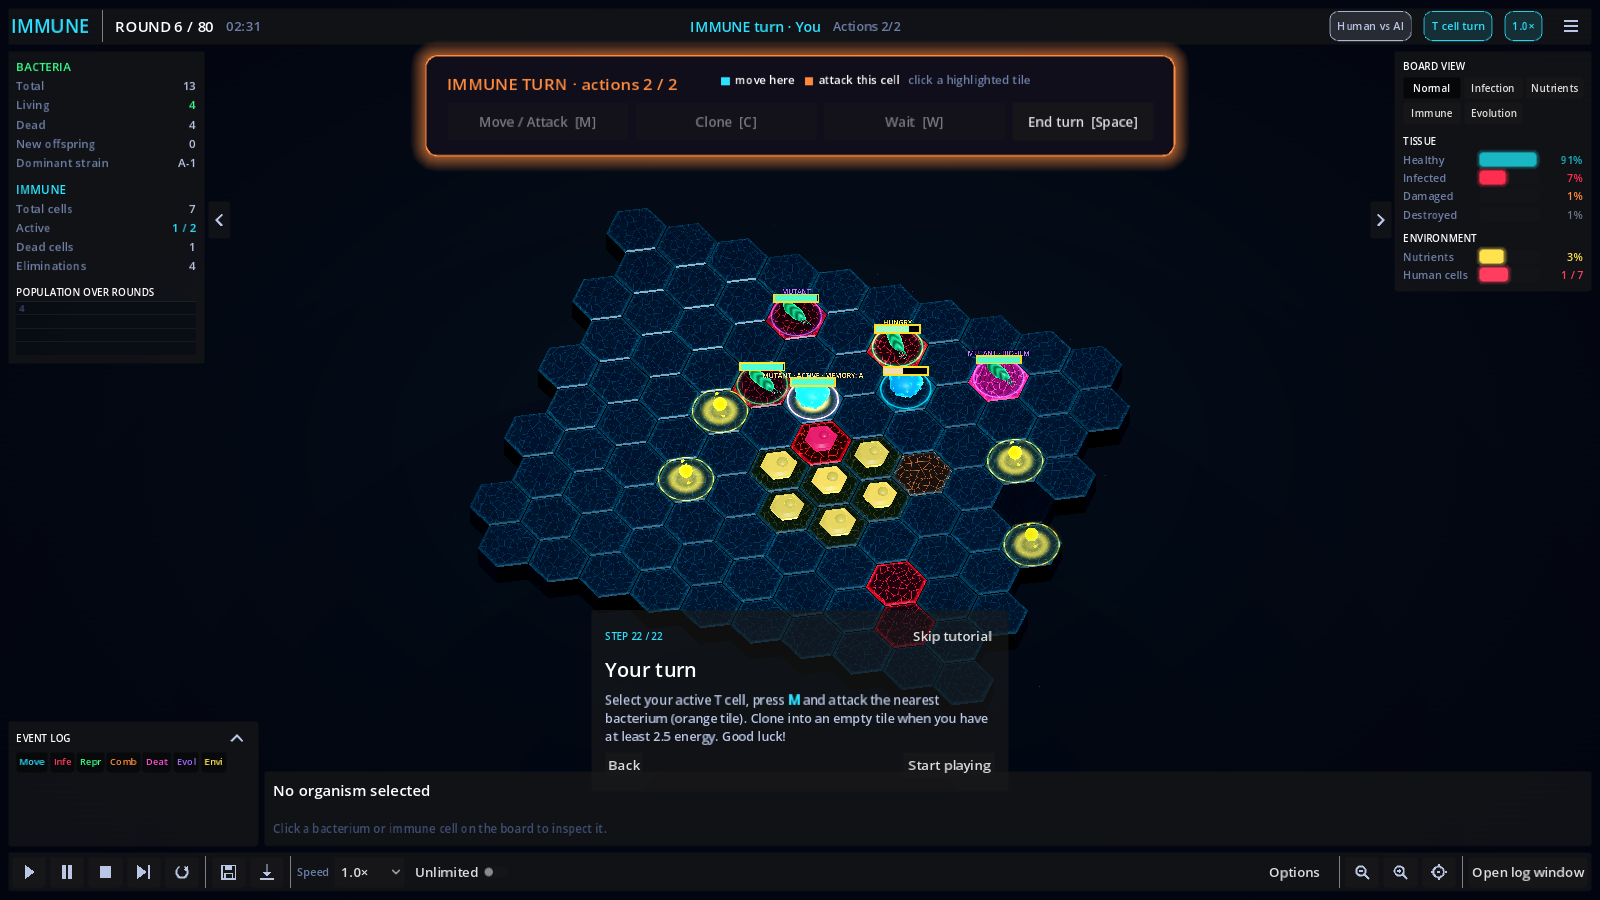 IMMUNE
ROUND 6 / 80 02:31
IMMUNE turn · You Actions 2/2
Human vs AI
T cell turn
1.0×
BACTERIA
Total 13
Living 4
Dead 4
New offspring 0
Dominant strain A-1
IMMUNE
Total cells 7
Active 1 / 2
Dead cells 1
Eliminations 4
POPULATION OVER ROUNDS
4
IMMUNE TURN · actions 2 / 2
move here attack this cell click a highlighted tile
Move / Attack [M] Clone [C] Wait [W] End turn [Space]
BOARD VIEW
Normal Infection Nutrients
Immune Evolution
TISSUE
Healthy 91%
Infected 7%
Damaged 1%
Destroyed 1%
ENVIRONMENT
Nutrients 3%
Human cells 1 / 7
MUTANT
HUNGRY
MUTANT · ACTIVE · MEMORY: A
STEP 22 / 22 Skip tutorial
Your turn
Select your active T cell, press M and attack the nearest
bacterium (orange tile). Clone into an empty tile when you have
at least 2.5 energy. Good luck!
Back Start playing
EVENT LOG
Move Infe Repr Comb Deat Evol Envi
No organism selected
Click a bacterium or immune cell on the board to inspect it.
Speed 1.0× Unlimited
Options
Open log window